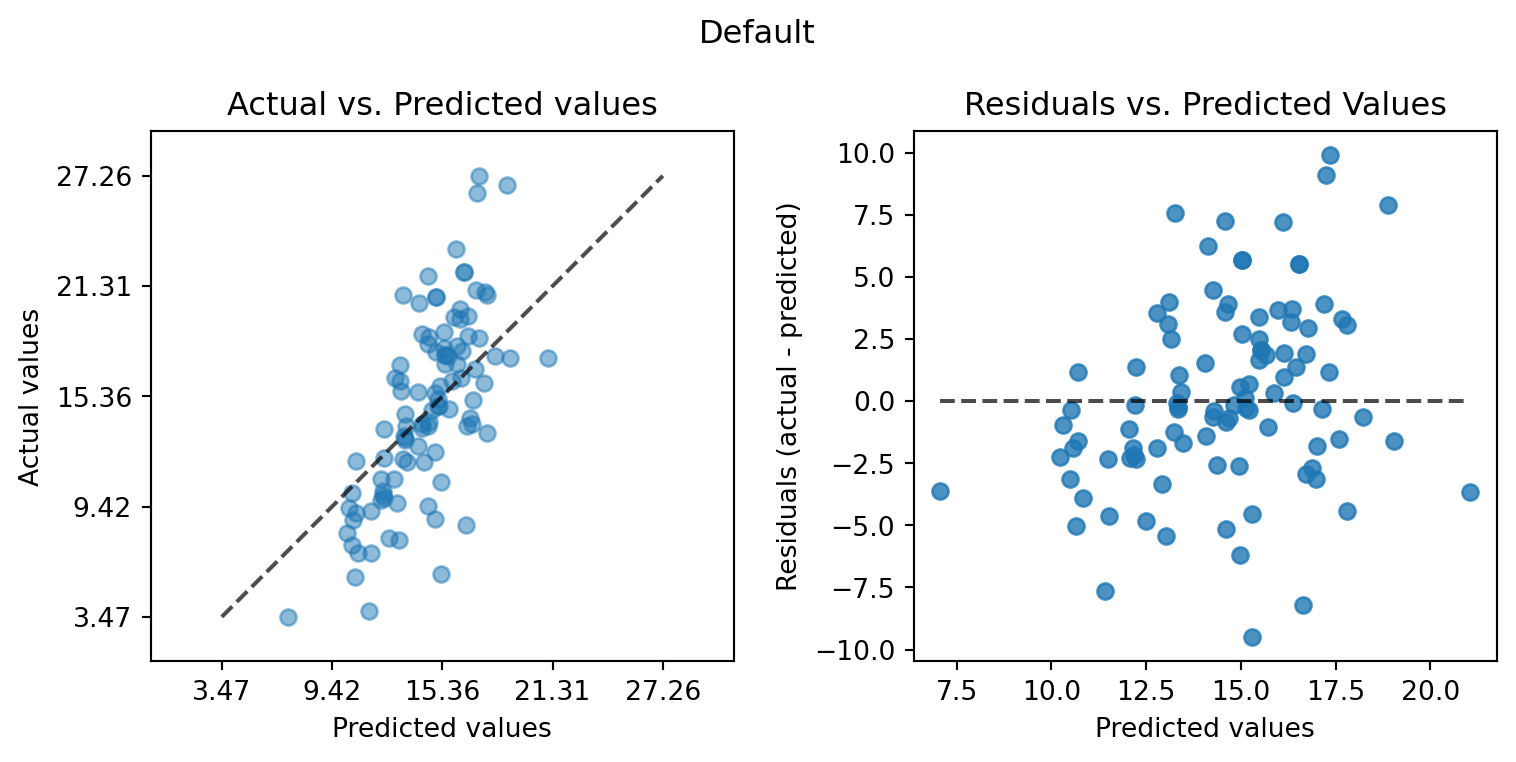 Default
Actual vs. Predicted values
Actual values
27.26
21.31
15.36
9.42
3.47
3.47 9.42 15.36 21.31 27.26
Predicted values
Residuals vs. Predicted Values
Residuals (actual - predicted)
10.0
7.5
5.0
2.5
0.0
−2.5
−5.0
−7.5
−10.0
7.5 10.0 12.5 15.0 17.5 20.0
Predicted values